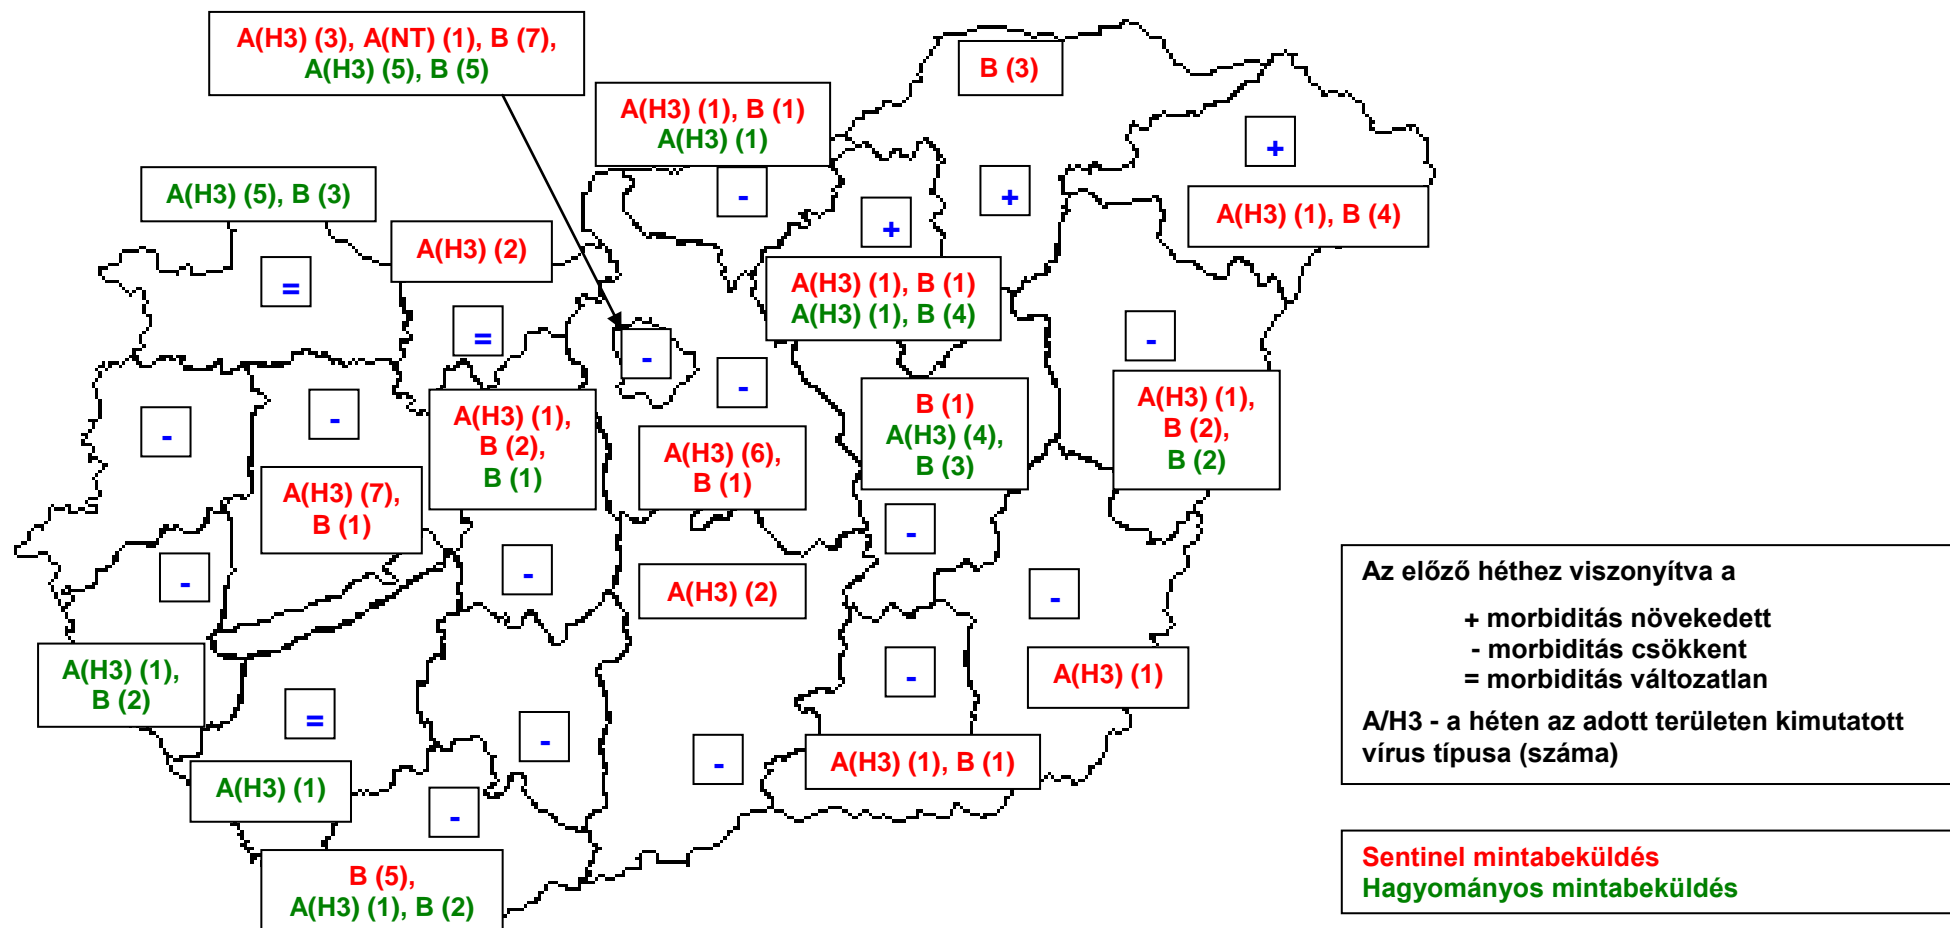 A(H3) (3), A(NT) (1), B (7),
A(H3) (5), B (5)
B (3)
A(H3) (1), B (1)
A(H3) (1)
+
A(H3) (5), B (3)
-
+
A(H3) (1), B (4)
+
A(H3) (2)
=
A(H3) (1), B (1)
A(H3) (1), B (4)
=
-
-
-
A(H3) (1),
B (2),
B (2)
B (1)
A(H3) (4),
B (3)
-
-
A(H3) (1),
B (2),
B (1)
A(H3) (6),
B (1)
A(H3) (7),
B (1)
-
-
-
A(H3) (2)
-
Az előző héthez viszonyítva a
+ morbiditás növekedett
- morbiditás csökkent
= morbiditás változatlan
A/H3 - a héten az adott területen kimutatott
vírus típusa (száma)
A(H3) (1),
B (2)
-
A(H3) (1)
=
-
-
A(H3) (1), B (1)
A(H3) (1)
-
B (5),
A(H3) (1), B (2)
Sentinel mintabeküldés
Hagyományos mintabeküldés